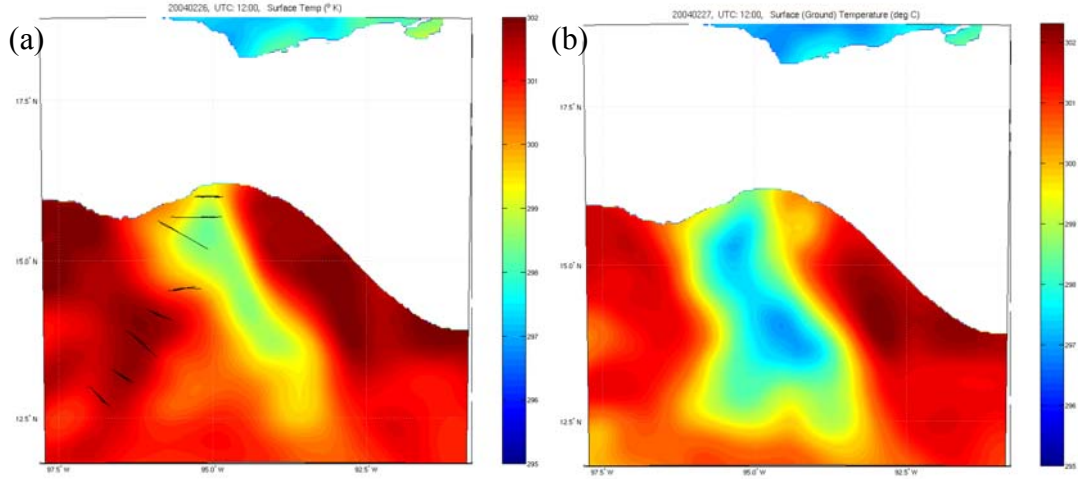 (a)
20040226, UTC: 12:00, Surface Temp (° K)
17.5° N
15.0° N
12.5° N
97.5° W
95.0° W
92.5° W
302
301
300
299
298
297
296
295
(b)
20040227, UTC: 12:00, Surface (Ground) Temperature (deg C)
17.5° N
15.0° N
12.5° N
97.5° W
95.0° W
92.5° W
302
301
300
299
298
297
296
295